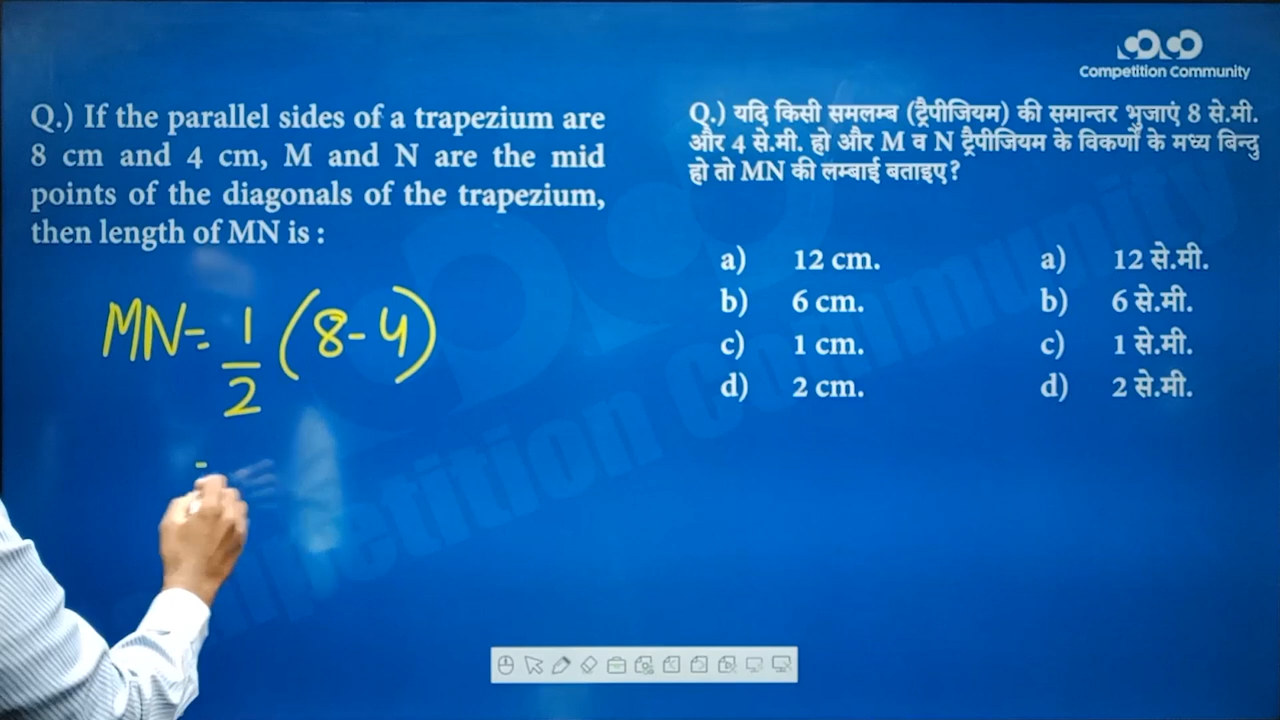 Competition Community
Q.) If the parallel sides of a trapezium are
8 cm and 4 cm, M and N are the mid
points of the diagonals of the trapezium,
then length of MN is :
MN = 1/2 (8-4)
=
Q.) यदि किसी समलम्ब (ट्रैपीजियम) की समान्तर भुजाएं 8 से.मी.
और 4 से.मी. हो और M व N ट्रैपीजियम के विकर्णों के मध्य बिन्दु
हो तो MN की लम्बाई बताइए?
a) 12 cm. a) 12 से.मी.
b) 6 cm. b) 6 से.मी.
c) 1 cm. c) 1 से.मी.
d) 2 cm. d) 2 से.मी.